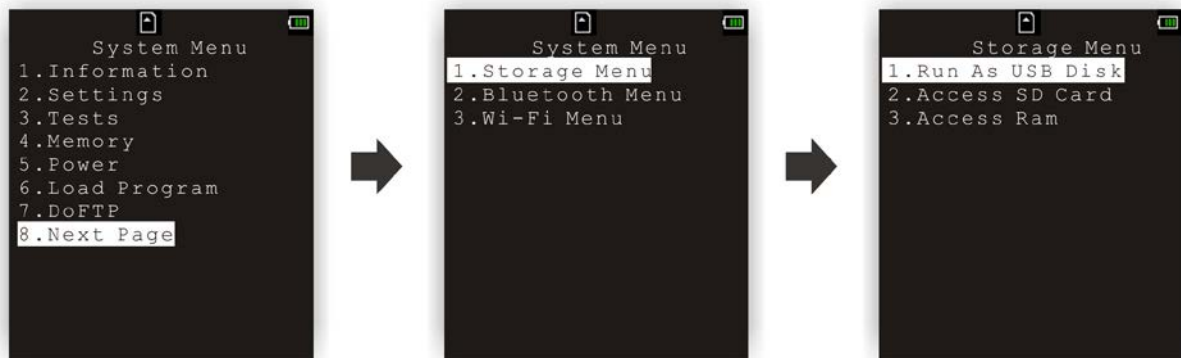 System Menu
1.Information
2.Settings
3.Tests
4.Memory
5.Power
6.Load Program
7.DoFTP
8.Next Page
System Menu
1.Storage Menu
2.Bluetooth Menu
3.Wi-Fi Menu
Storage Menu
1.Run As USB Disk
2.Access SD Card
3.Access Ram